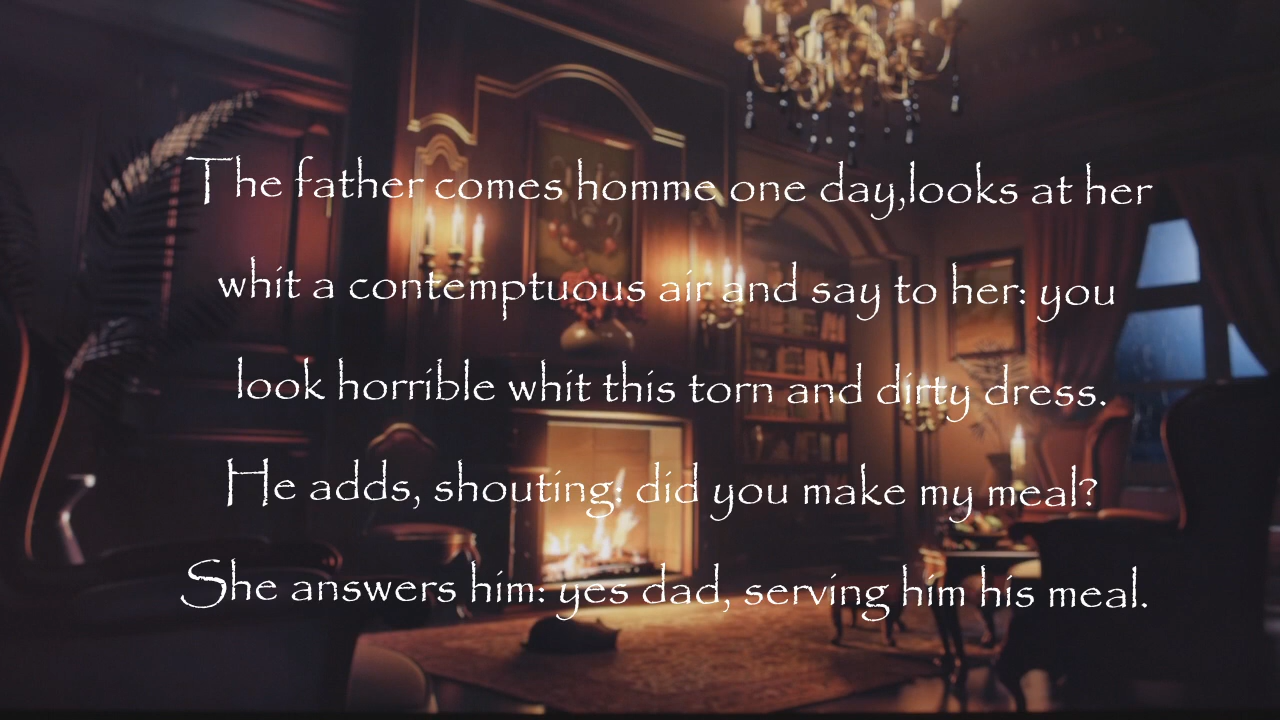 The father comes homme one day,looks at her
whit a contemptuous air and say to her: you
look horrible whit this torn and dirty dress.
He adds, shouting: did you make my meal?
She answers him: yes dad, serving him his meal.